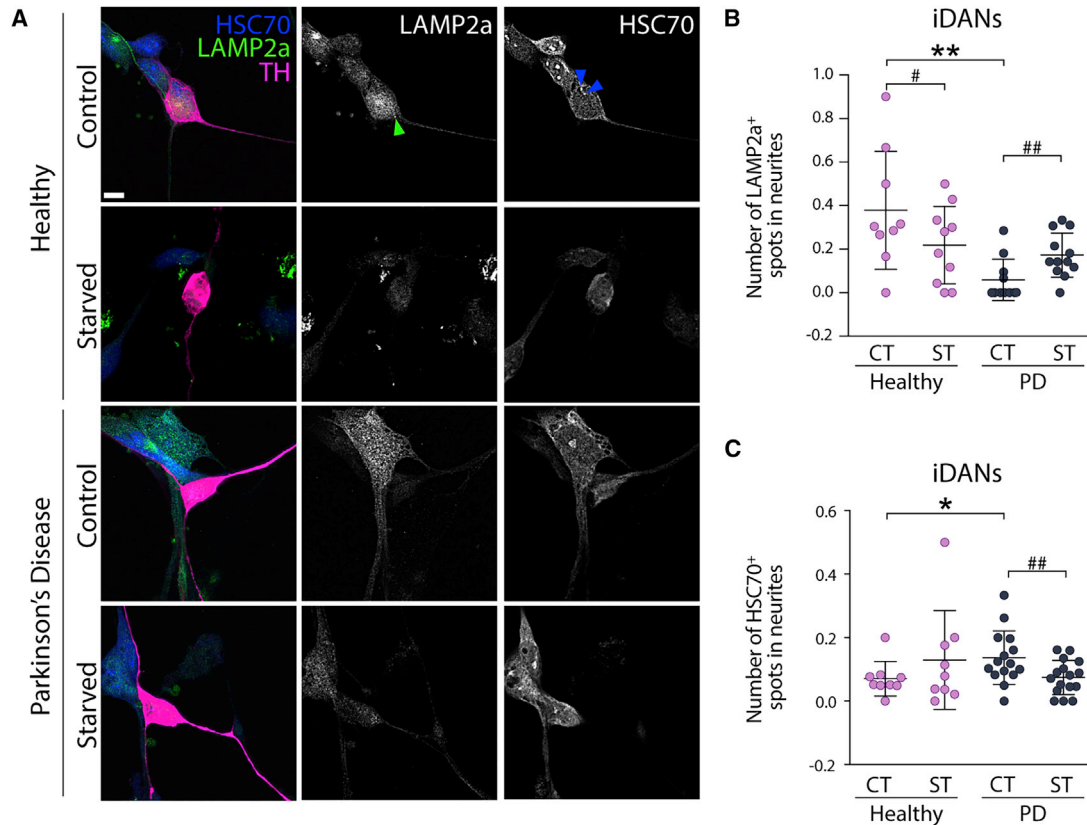 A
HSC70
LAMP2a
TH
LAMP2a
HSC70
Healthy
Control
Starved
Parkinson's Disease
Control
Starved
B
iDANs
**
#
##
Number of LAMP2a+
spots in neurites
1.0
0.8
0.6
0.4
0.2
0.0
-0.2
CT ST CT ST
Healthy PD
C
iDANs
*
##
Number of HSC70+
spots in neurites
0.6
0.4
0.2
0.0
-0.2
CT ST CT ST
Healthy PD